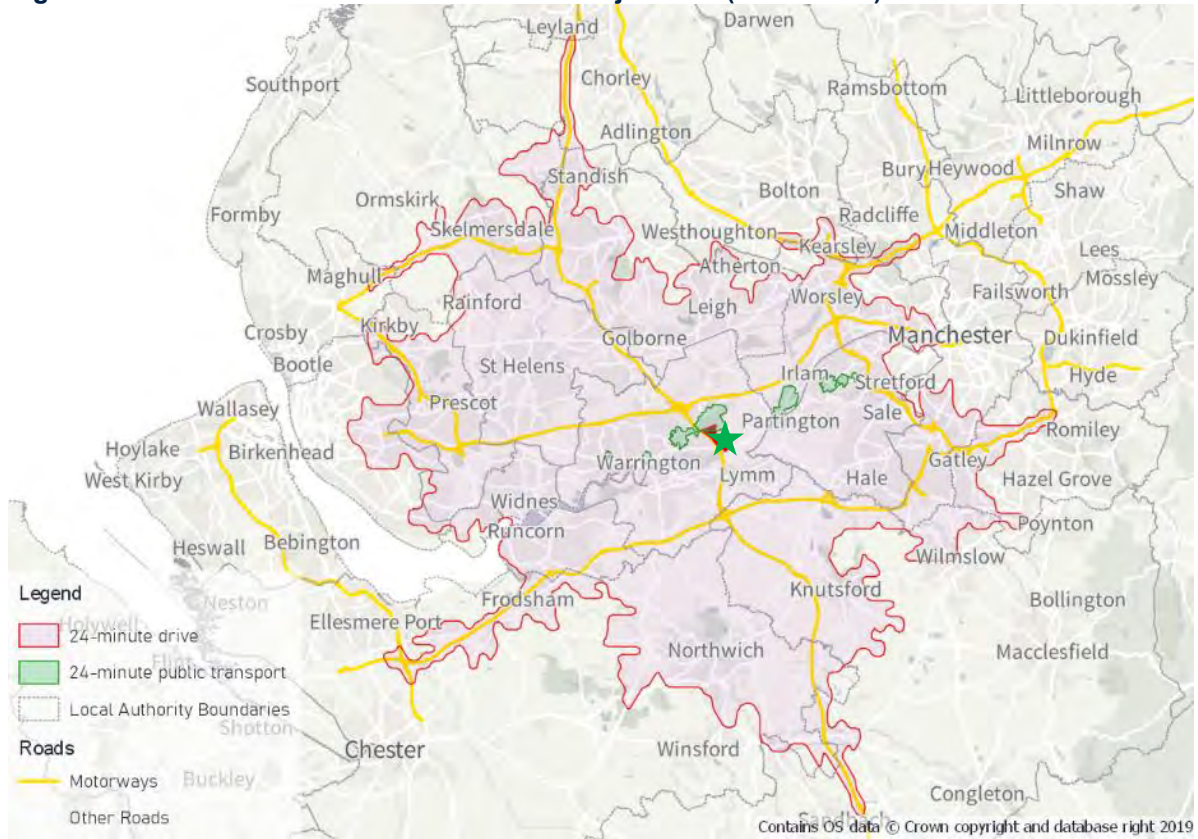 Leyland
Darwen
Southport
Chorley
Ramsbottom
Littleborough
Adlington
Milnrow
Standish
Bolton
Bury Heywood
Shaw
Ormskirk
Formby
Skelmersdale
Westhoughton
Radcliffe
Kearsley
Middleton
Lees
Maghull
Atherton
Mossley
Rainford
Leigh
Worsley
Failsworth
Crosby
Kirkby
Golborne
Manchester
Dukinfield
Bootle
St Helens
Irlam
Stretford
Hyde
Wallasey
Prescot
Partington
Sale
Hoylake
Birkenhead
Romiley
West Kirby
Warrington
Lymm
Hale
Gatley
Hazel Grove
Widnes
Runcorn
Poynton
Heswall
Bebington
Wilmslow
Legend
Neston
Frodsham
Knutsford
Bollington
Holywell
24-minute drive
Ellesmere Port
Northwich
Macclesfield
24-minute public transport
Local Authority Boundaries
Shotton
Roads
Chester
Winsford
Motorways
Buckley
Congleton
Other Roads
Sandbach
Contains OS data © Crown copyright and database right 2019